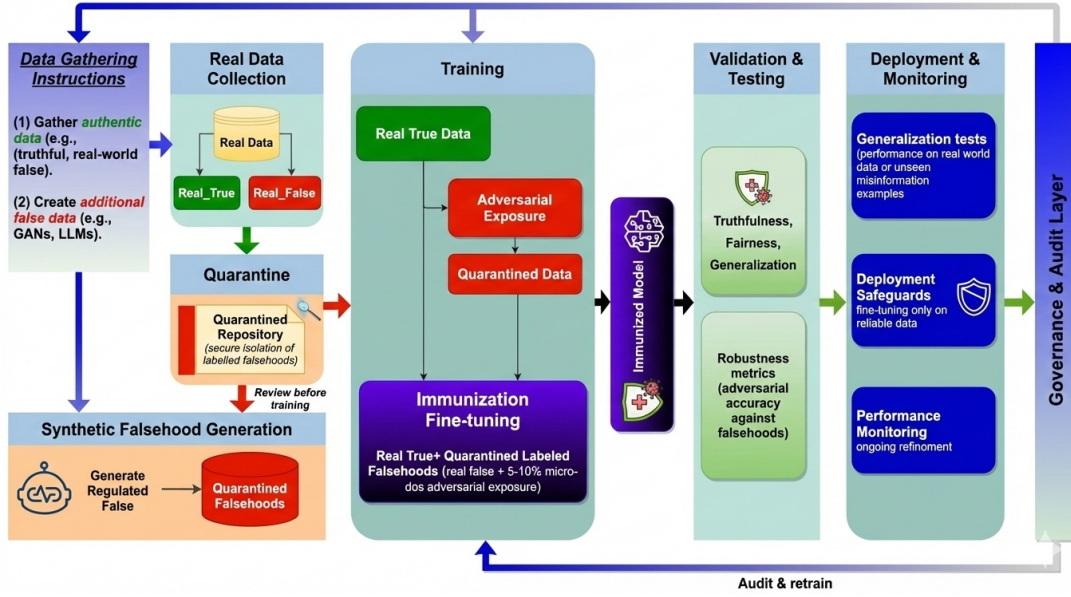 Data Gathering
Instructions
(1) Gather authentic
data (e.g.,
(truthful, real-world
false).
(2) Create additional
false data (e.g.,
GANs, LLMs).
Real Data
Collection
Real Data
Real_True
Real_False
Quarantine
Quarantined
Repository
(secure isolation of
labelled falsehoods)
Review before
training
Synthetic Falsehood Generation
Generate
Regulated
False
Quarantined
Falsehoods
Training
Real True Data
Adversarial
Exposure
Quarantined Data
Immunization
Fine-tuning
Real True+ Quarantined Labeled
Falsehoods (real false + 5-10% micro-
dos adversarial exposure)
Immunized Model
Validation &
Testing
Truthfulness,
Fairness,
Generalization
Robustness
metrics
(adversarial
accuracy
against
falsehoods)
Deployment &
Monitoring
Generalization tests
(performance on real world
data or unseen
misinformation
examples
Deployment
Safeguards
fine-tuning only on
reliable data
Performance
Monitoring
ongoing refinement
Governance & Audit Layer
Audit & retrain